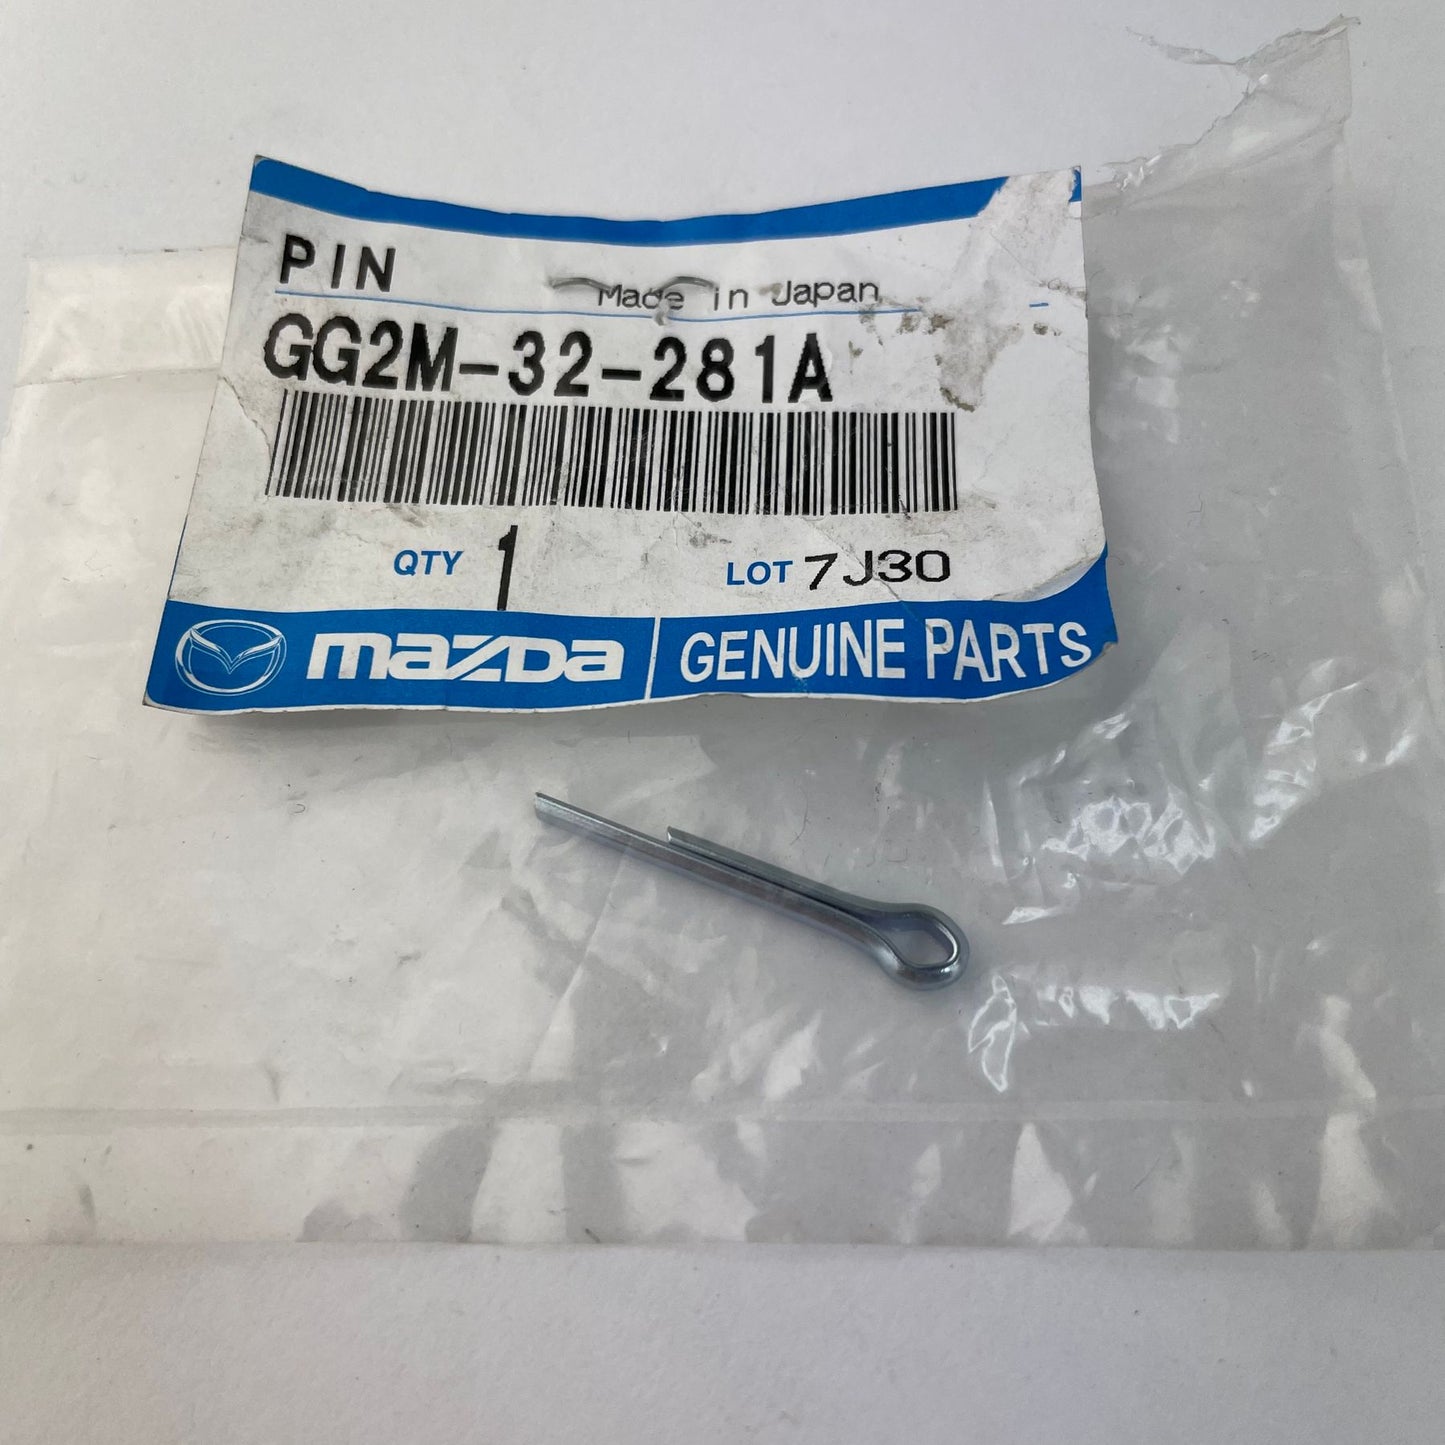 PIN
Made in Japan
GG2M-32-281A
QTY 1 LOT 7J30
mazda GENUINE PARTS